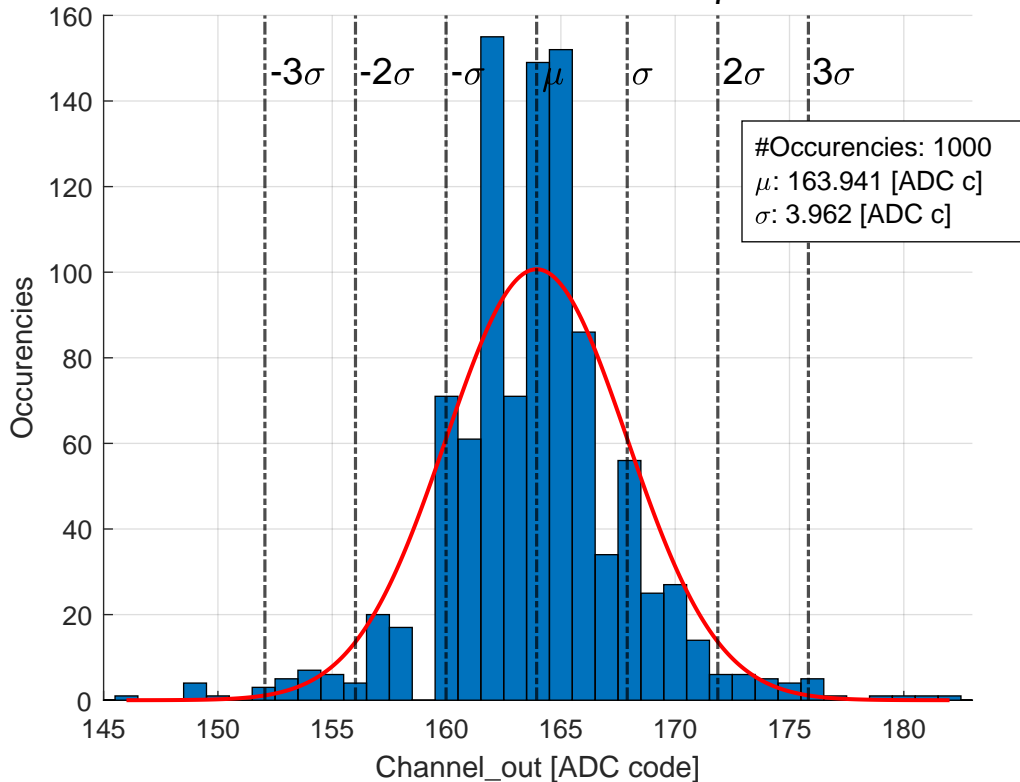 160
140
120
100
80
60
40
20
0
Occurencies
-3σ -2σ -σ μ σ 2σ 3σ
#Occurencies: 1000
μ: 163.941 [ADC c]
σ: 3.962 [ADC c]
145 150 155 160 165 170 175 180
Channel_out [ADC code]